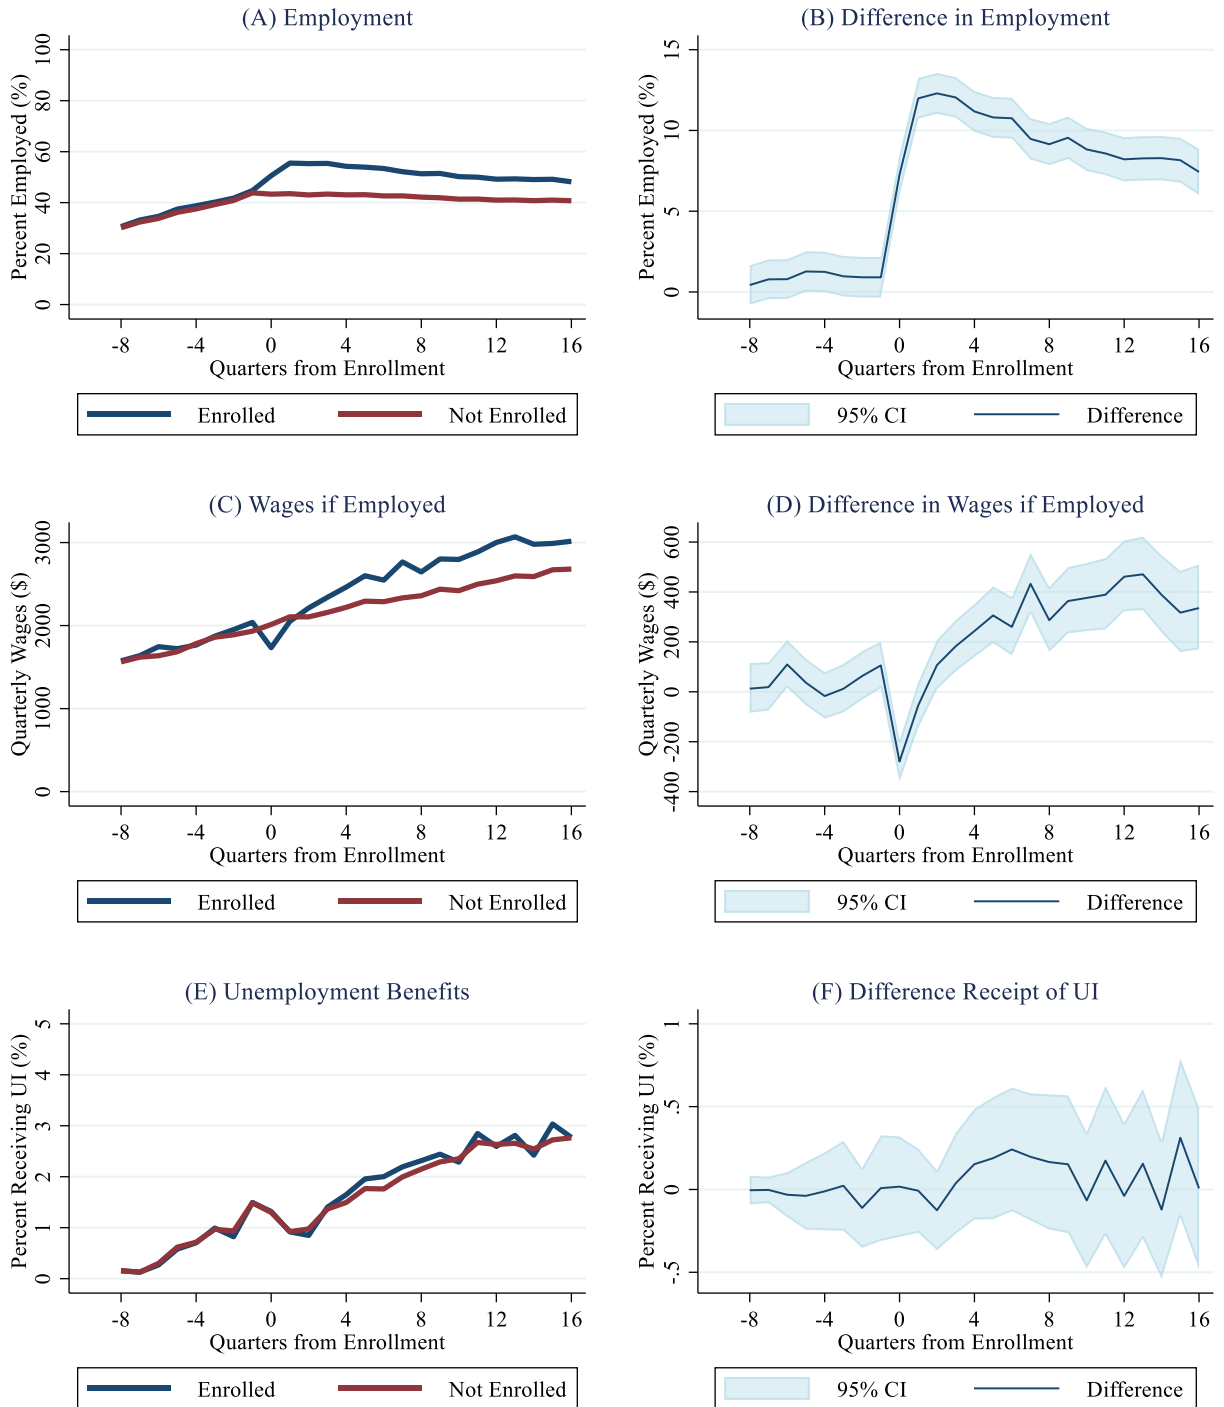 (A) Employment
Percent Employed (%)
100
80
60
40
20
0
-8 -4 0 4 8 12 16
Quarters from Enrollment
Enrolled Not Enrolled
(B) Difference in Employment
Percent Employed (%)
15
10
5
0
-8 -4 0 4 8 12 16
Quarters from Enrollment
95% CI Difference
(C) Wages if Employed
Quarterly Wages ($)
3000
2000
1000
0
-8 -4 0 4 8 12 16
Quarters from Enrollment
Enrolled Not Enrolled
(D) Difference in Wages if Employed
Quarterly Wages ($)
600
400
200
0
-200
-400
-8 -4 0 4 8 12 16
Quarters from Enrollment
95% CI Difference
(E) Unemployment Benefits
Percent Receiving UI (%)
5
4
3
2
1
0
-8 -4 0 4 8 12 16
Quarters from Enrollment
Enrolled Not Enrolled
(F) Difference Receipt of UI
Percent Receiving UI (%)
1
.5
0
-.5
-8 -4 0 4 8 12 16
Quarters from Enrollment
95% CI Difference